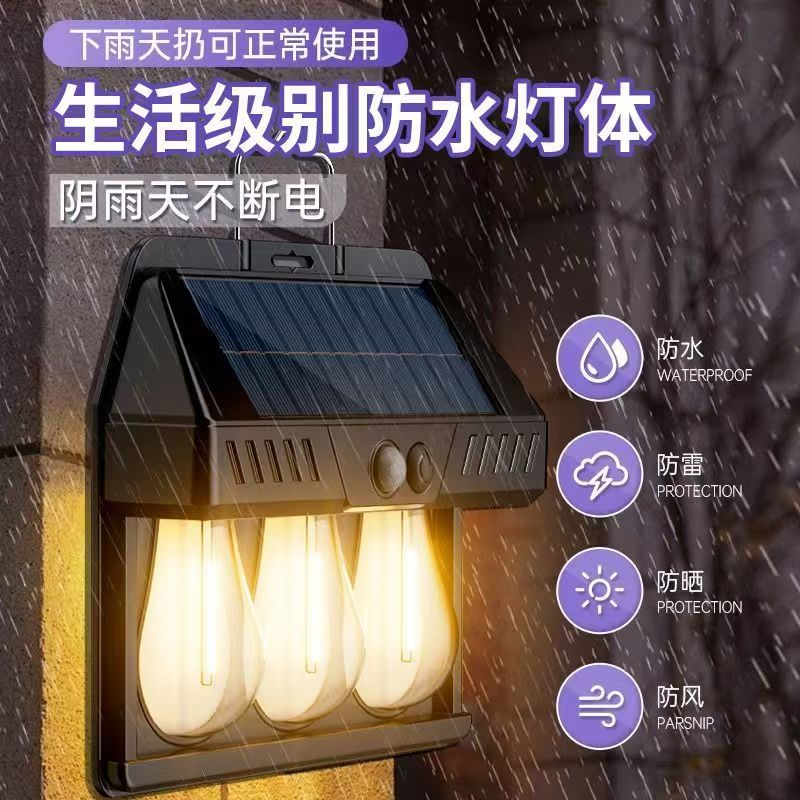 下雨天扔可正常使用
生活级别防水灯体
阴雨天不断电
防水
WATERPROOF
防雷
PROTECTION
防晒
PROTECTION
防风
PARSNIP